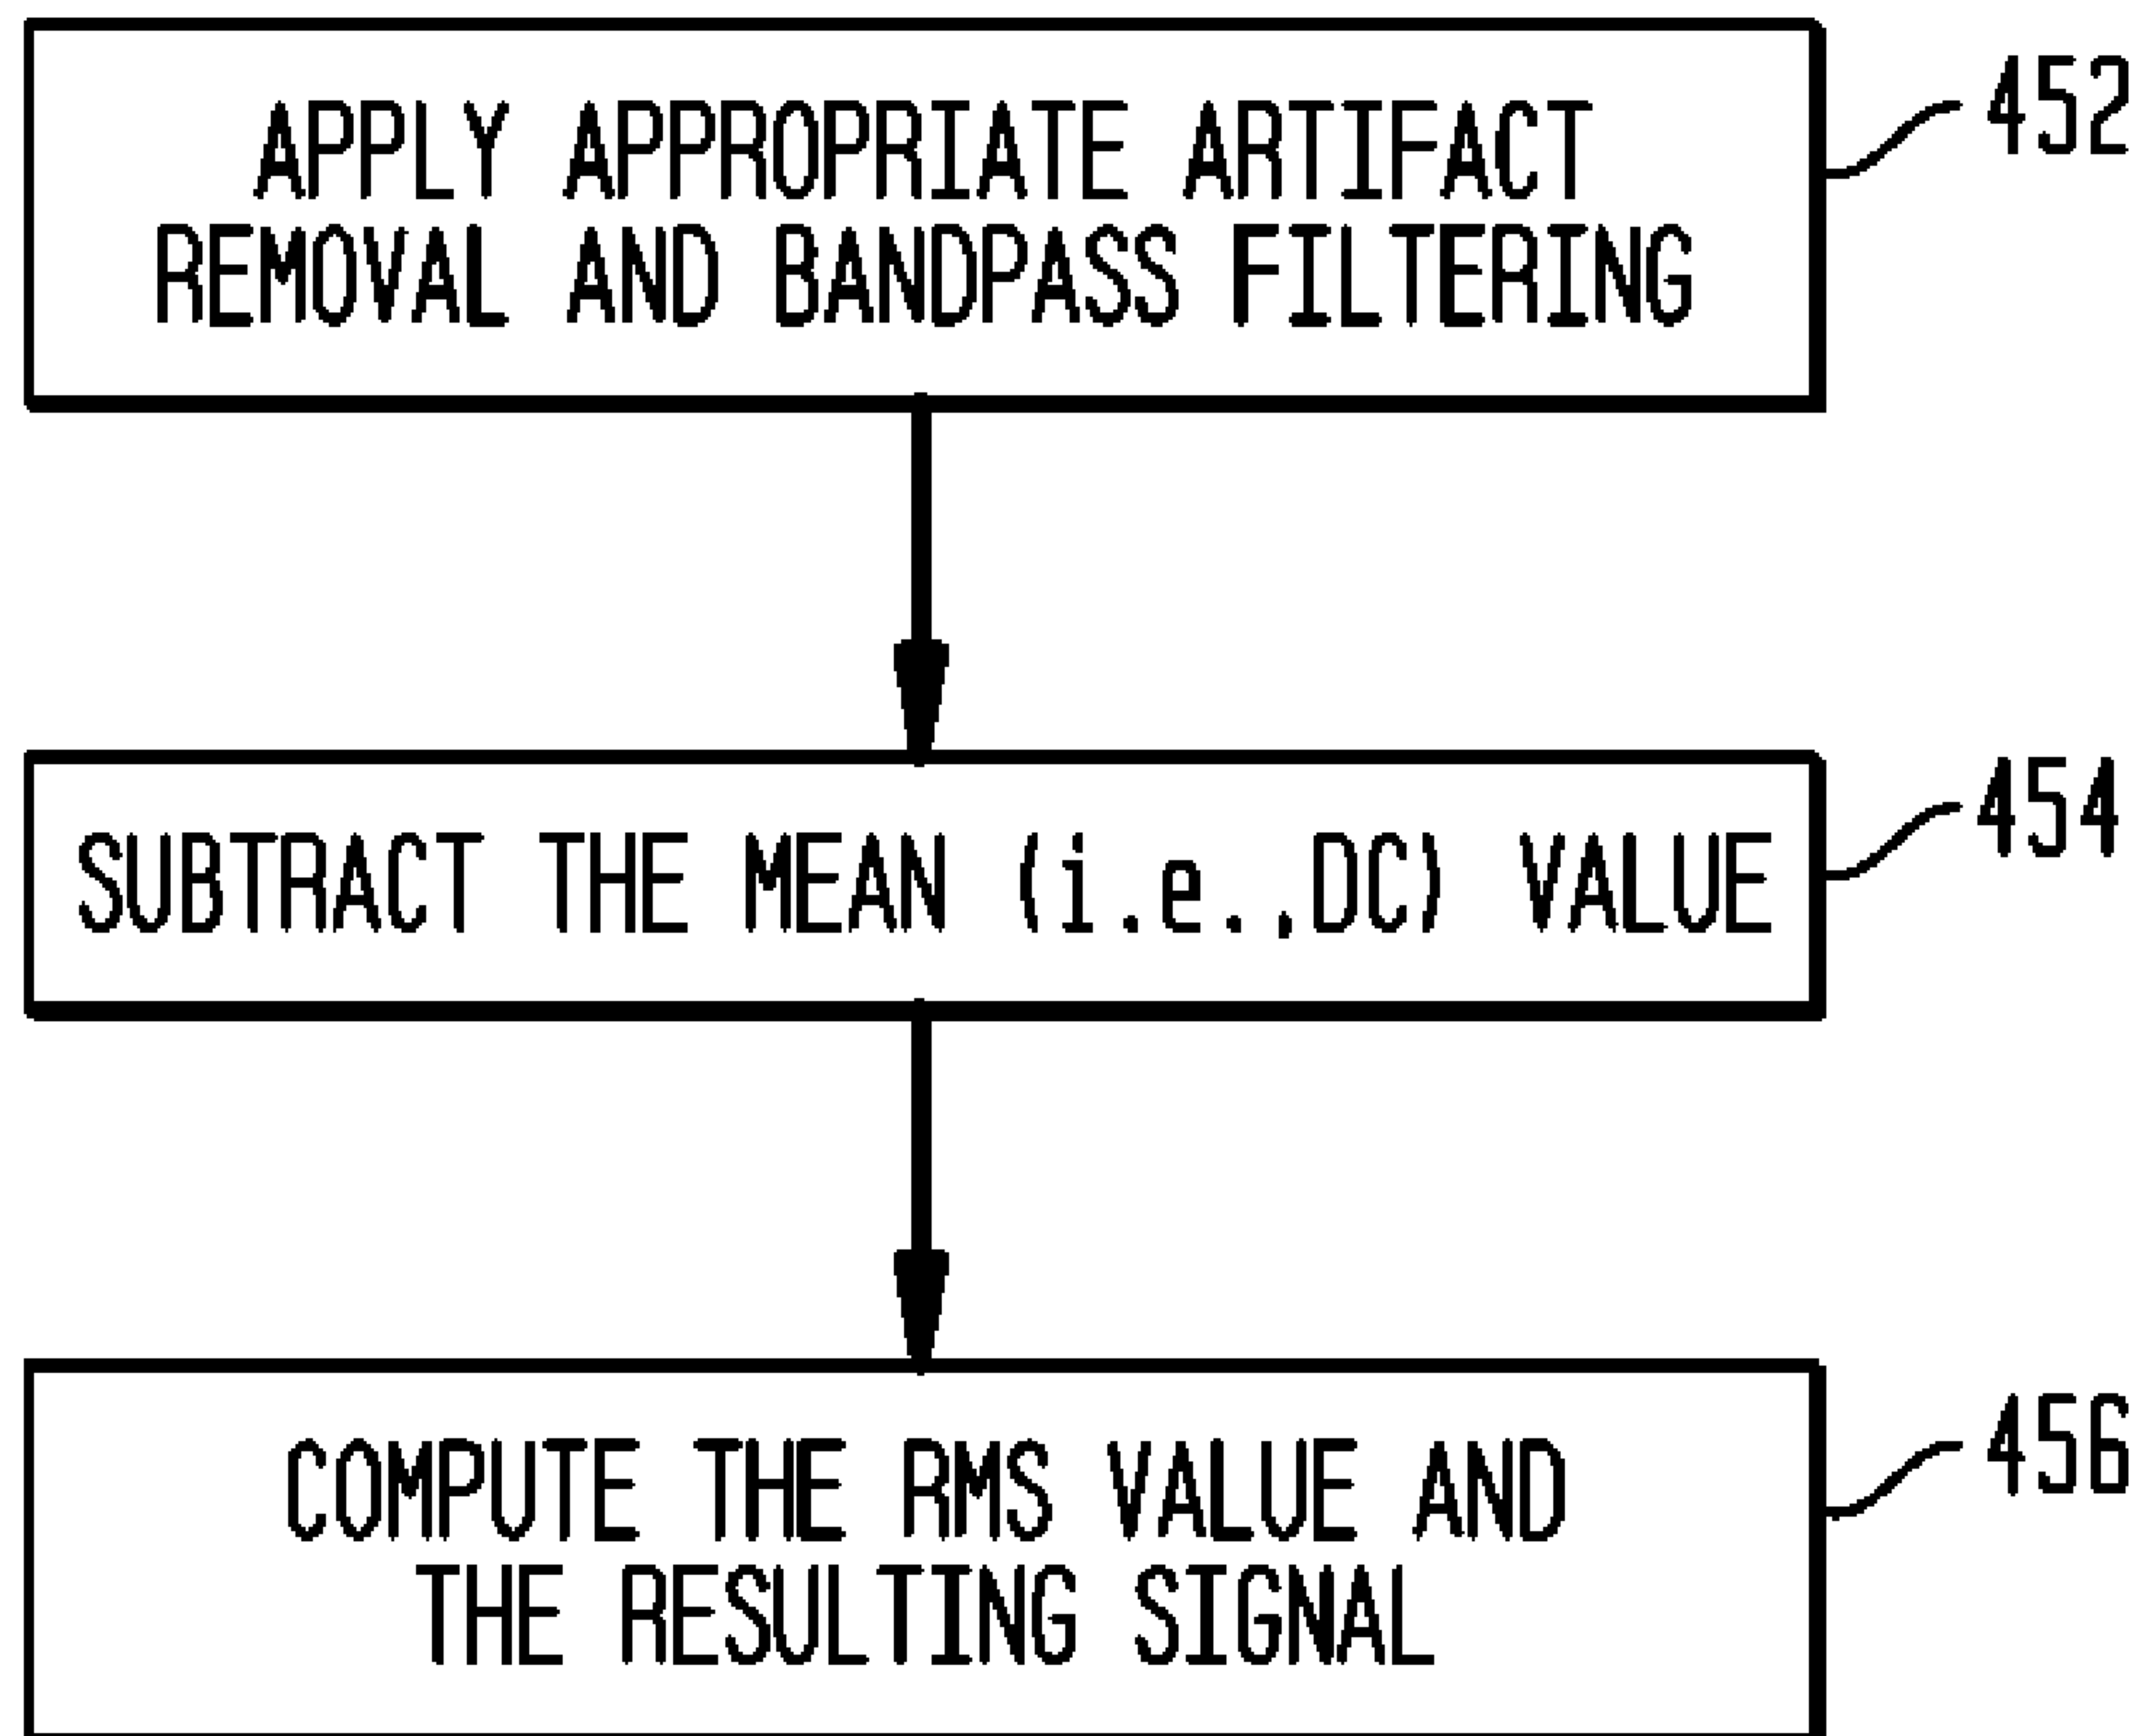 APPLY APPROPRIATE ARTIFACT
REMOVAL AND BANDPASS FILTERING
452
SUBTRACT THE MEAN (i.e.,DC) VALUE
454
COMPUTE THE RMS VALUE AND
THE RESULTING SIGNAL
456